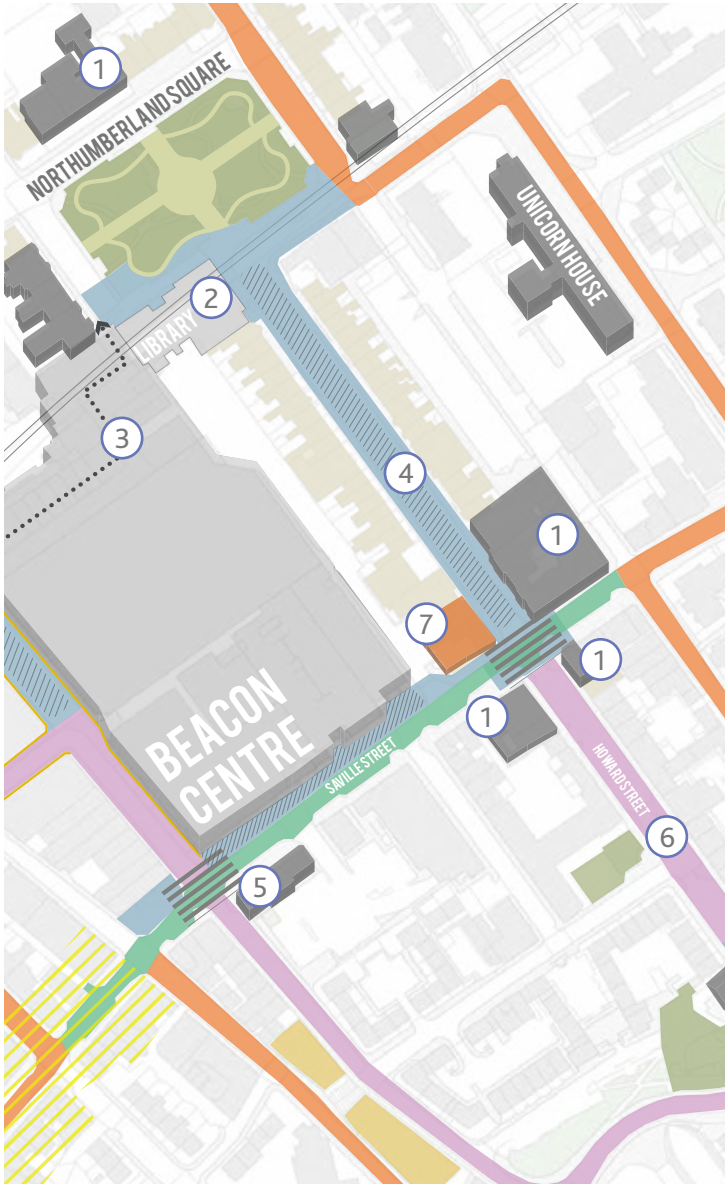 1
NORTHUMBERLAND SQUARE
UNICORN HOUSE
2
LIBRARY
3
4
1
7
1
1
BEACON
CENTRE
SAVILLE STREET
HOWARD STREET
6
5